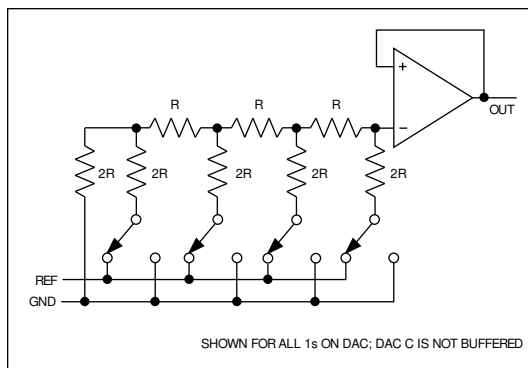 R R R
+
−
OUT
2R 2R 2R 2R 2R
REF
GND
SHOWN FOR ALL 1s ON DAC; DAC C IS NOT BUFFERED